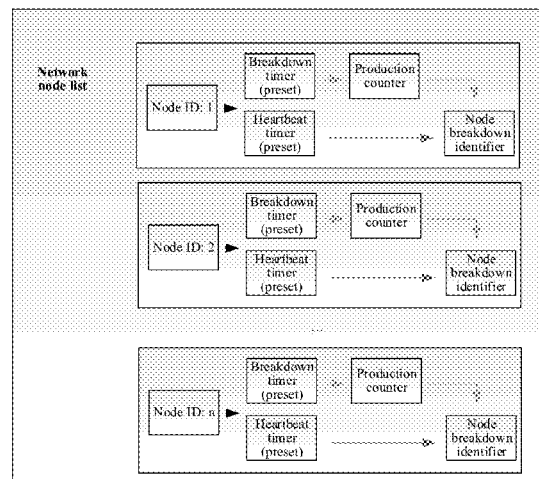 Network
node list
Node ID: 1
Breakdown
timer
(preset)
Production
counter
Heartbeat
timer
(preset)
Node
breakdown
identifier
Node ID: 2
Breakdown
timer
(preset)
Production
counter
Heartbeat
timer
(preset)
Node
breakdown
identifier
...
Node ID: n
Breakdown
timer
(preset)
Production
counter
Heartbeat
timer
(preset)
Node
breakdown
identifier